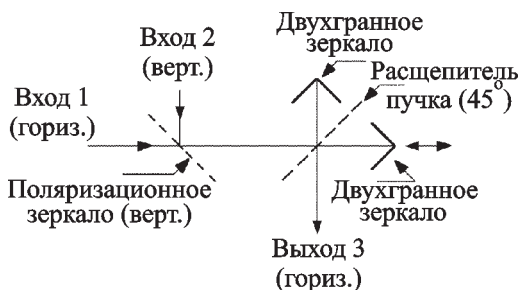 Двухгранное
зеркало
Вход 2
(верт.)
Расщепитель
пучка (45°)
Вход 1
(гориз.)
Поляризационное
зеркало (верт.)
Двухгранное
зеркало
Выход 3
(гориз.)